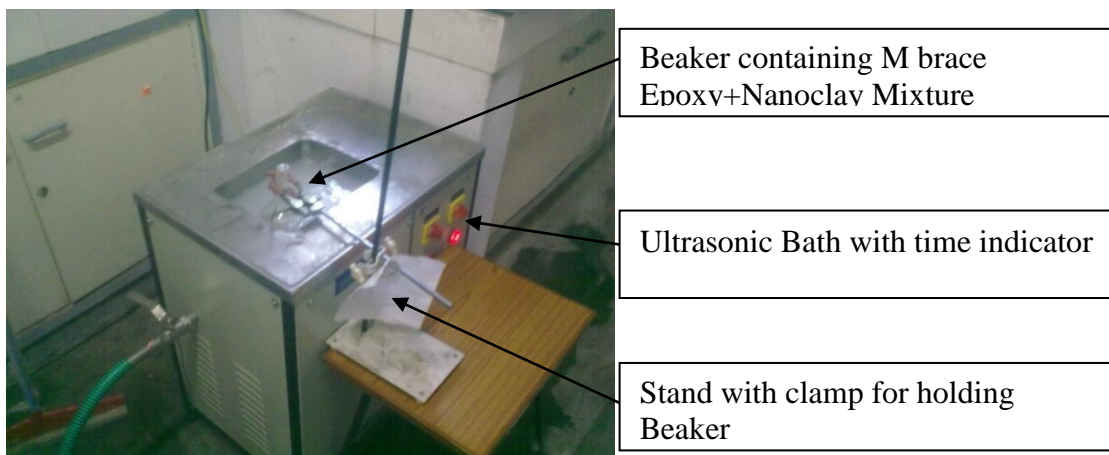 Beaker containing M brace
Epoxy+Nanoclay Mixture
Ultrasonic Bath with time indicator
Stand with clamp for holding
Beaker